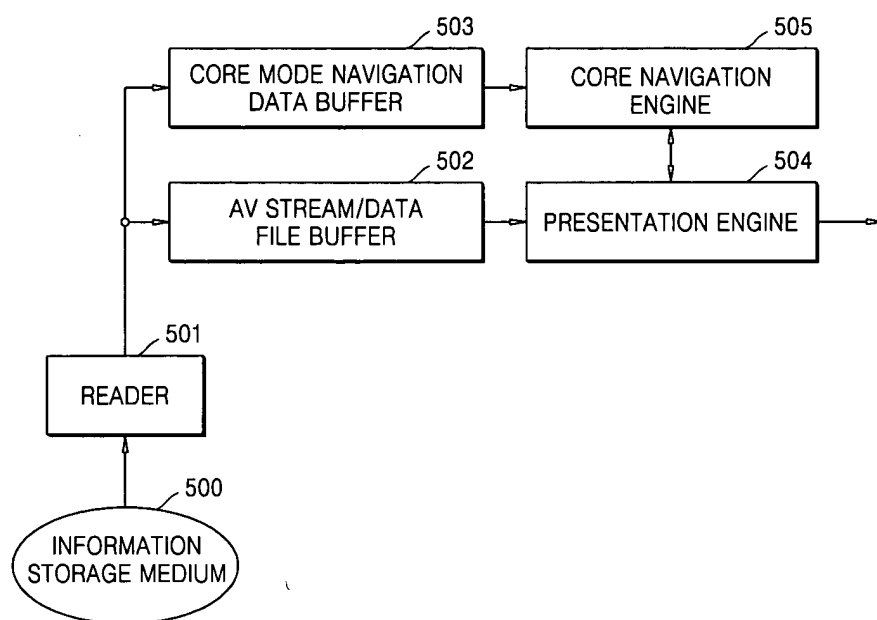 503
CORE MODE NAVIGATION
DATA BUFFER
505
CORE NAVIGATION
ENGINE
502
AV STREAM/DATA
FILE BUFFER
504
PRESENTATION ENGINE
501
READER
500
INFORMATION
STORAGE MEDIUM